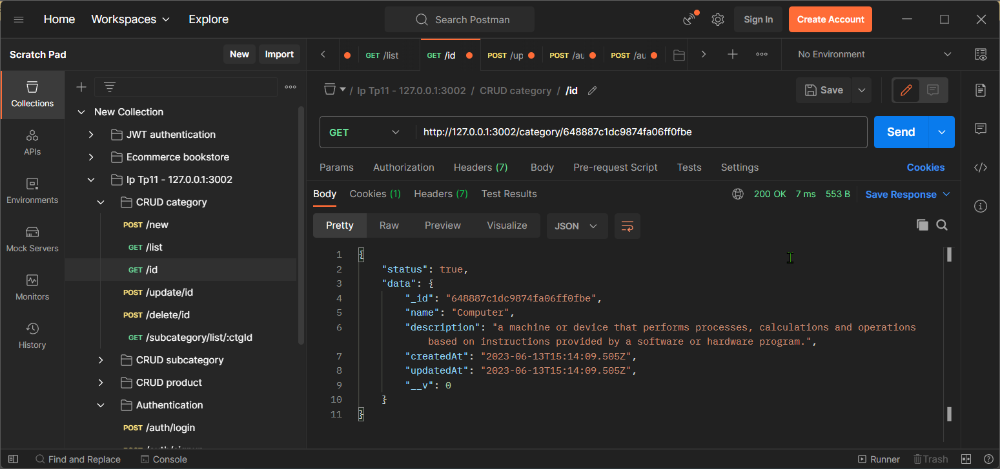 Home Workspaces Explore Search Postman Sign In Create Account
Scratch Pad New Import GET /list GET /id POST /up POST /au POST /au No Environment
Collections
APIs
Environments
Mock Servers
Monitors
History
New Collection
JWT authentication
Ecommerce bookstore
Ip Tp11 - 127.0.0.1:3002
CRUD category
POST /new
GET /list
GET /id
POST /update/id
POST /delete/id
GET /subcategory/list/:ctgId
CRUD subcategory
CRUD product
Authentication
POST /auth/login
/ Ip Tp11 - 127.0.0.1:3002 / CRUD category / /id Save
GET http://127.0.0.1:3002/category/648887c1dc9874fa06ff0fbe Send
Params Authorization Headers (7) Body Pre-request Script Tests Settings Cookies
Body Cookies (1) Headers (7) Test Results 200 OK 7 ms 553 B Save Response
Pretty Raw Preview Visualize JSON
1 {
2 "status": true,
3 "data": {
4 "_id": "648887c1dc9874fa06ff0fbe",
5 "name": "Computer",
6 "description": "a machine or device that performs processes, calculations and operations
based on instructions provided by a software or hardware program.",
7 "createdAt": "2023-06-13T15:14:09.505Z",
8 "updatedAt": "2023-06-13T15:14:09.505Z",
9 "__v": 0
10 }
11 }
Find and Replace Console Runner Trash